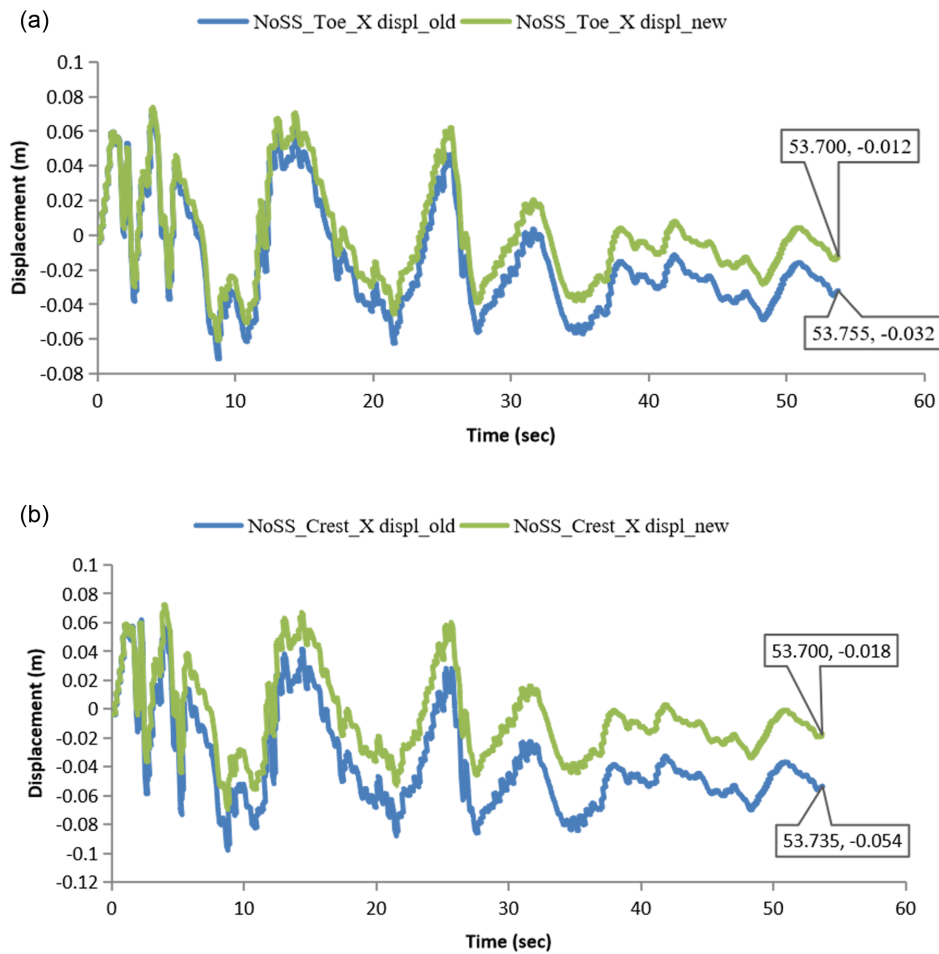 (a)
NoSS_Toe_X displ_old NoSS_Toe_X displ_new
0.1
0.08
0.06
0.04
0.02
0
-0.02
-0.04
-0.06
-0.08
Displacement (m)
53.700, -0.012
53.755, -0.032
0 10 20 30 40 50 60
Time (sec)
(b)
NoSS_Crest_X displ_old NoSS_Crest_X displ_new
0.1
0.08
0.06
0.04
0.02
0
-0.02
-0.04
-0.06
-0.08
-0.1
-0.12
Displacement (m)
53.700, -0.018
53.735, -0.054
0 10 20 30 40 50 60
Time (sec)